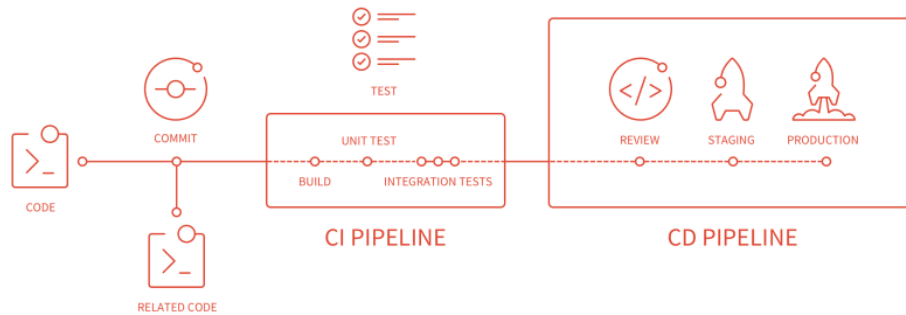 TEST
COMMIT
UNIT TEST
REVIEW
STAGING
PRODUCTION
BUILD
INTEGRATION TESTS
CODE
CI PIPELINE
CD PIPELINE
RELATED CODE